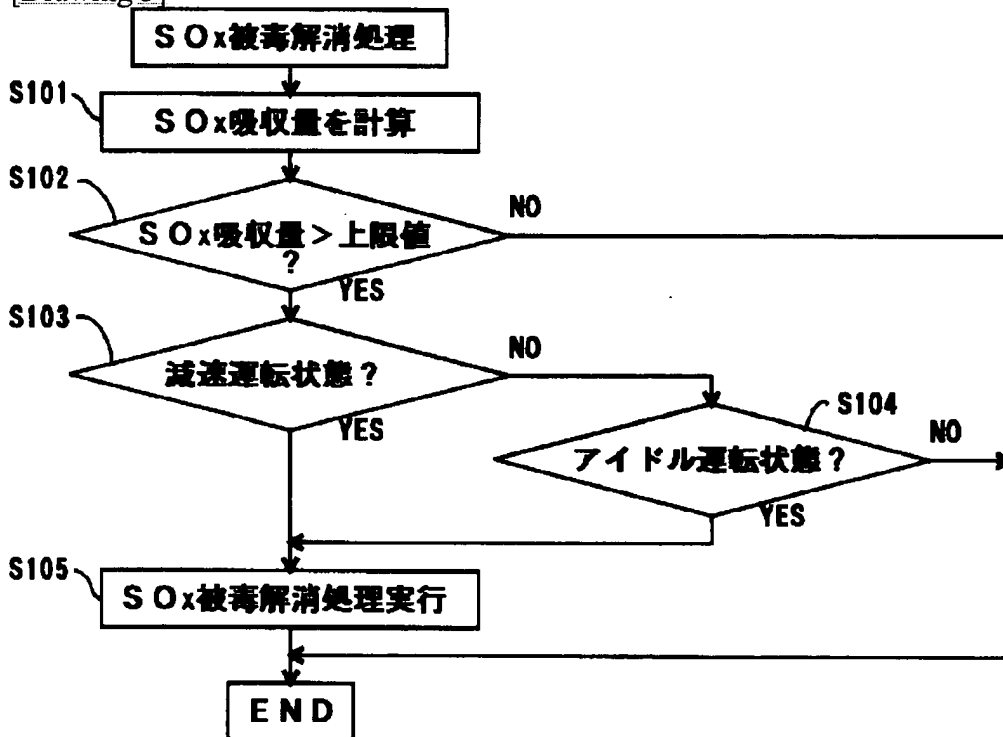 SOx被毒解消処理
S101
SOx吸収量を計算
S102
SOx吸収量>上限値
?
NO
YES
S103
減速運転状態?
NO
YES
S104
アイドル運転状態?
NO
YES
S105
SOx被毒解消処理実行
END